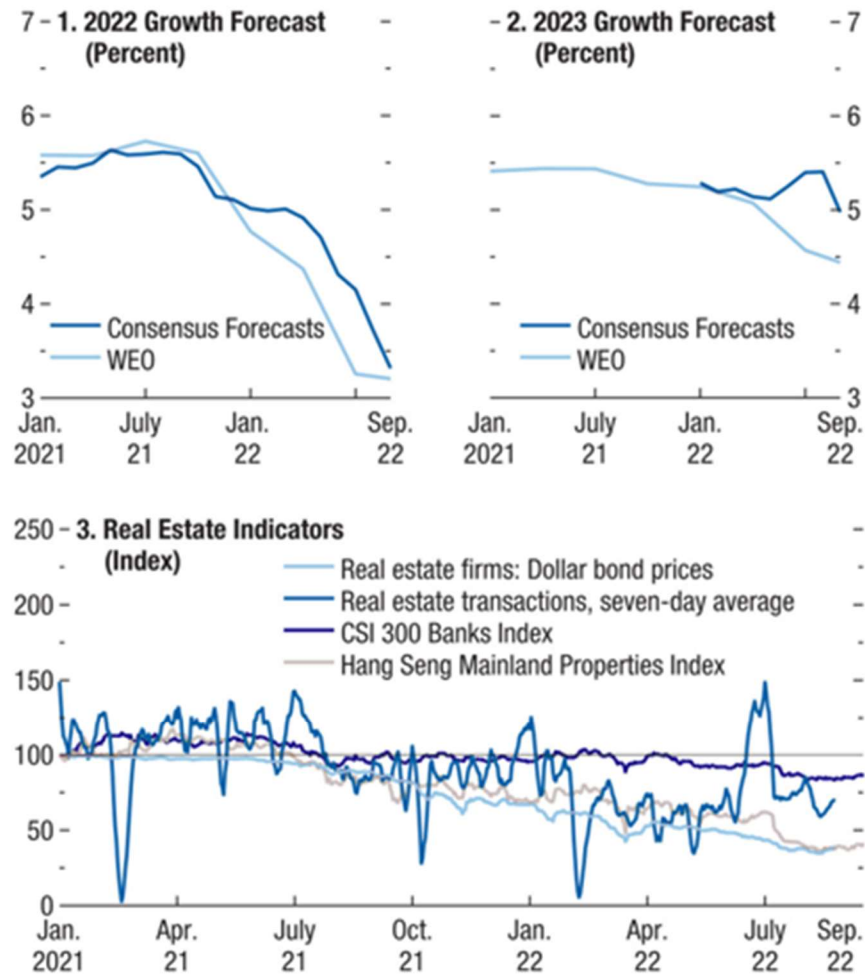 1. 2022 Growth Forecast
(Percent)
7
6
5
4
3
Consensus Forecasts
WEO
Jan. July Jan. Sep.
2021 21 22 22
2. 2023 Growth Forecast
(Percent)
7
6
5
4
3
Consensus Forecasts
WEO
Jan. July Jan. Sep.
2021 21 22 22
3. Real Estate Indicators
(Index)
250
200
150
100
50
0
Real estate firms: Dollar bond prices
Real estate transactions, seven-day average
CSI 300 Banks Index
Hang Seng Mainland Properties Index
Jan. Apr. July Oct. Jan. Apr. July Sep.
2021 21 21 21 22 22 22 22